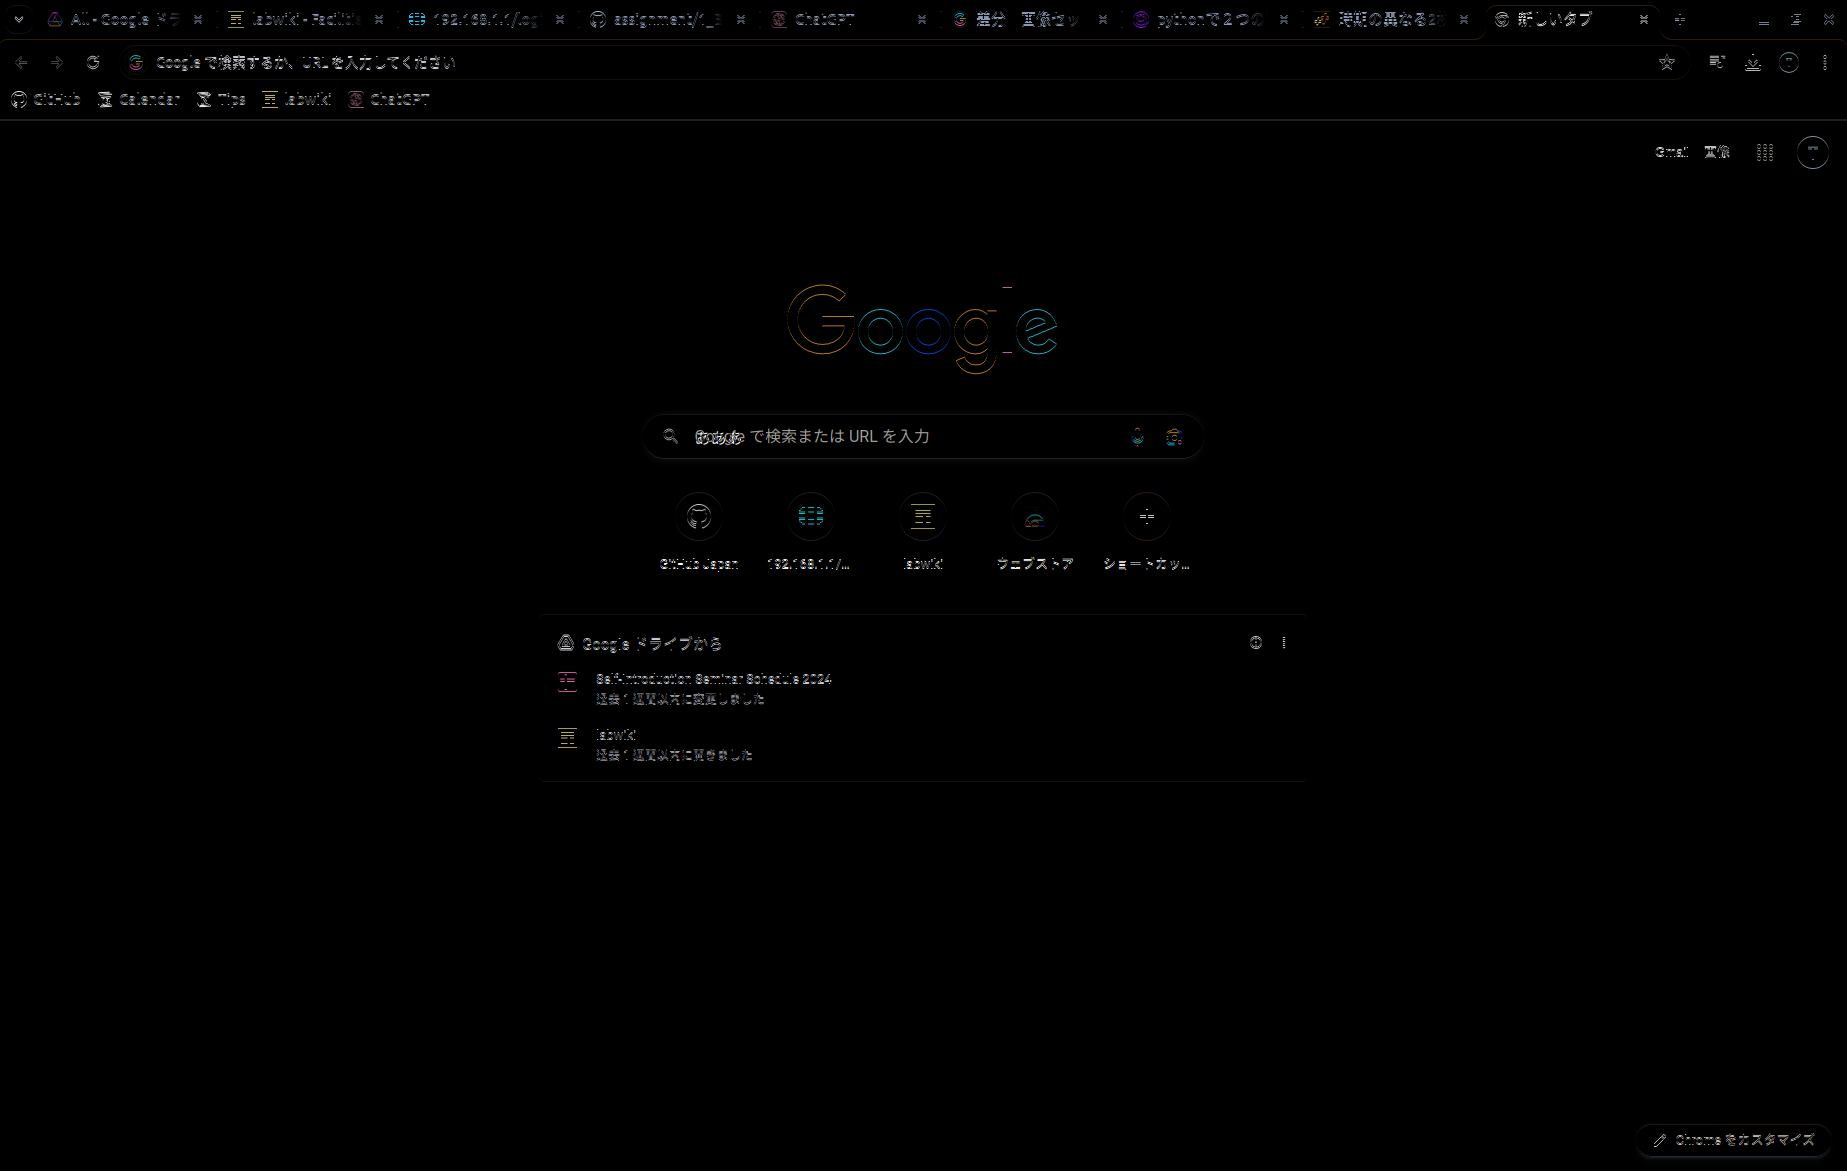 All - Google ドラ
labwiki - Faciliti
192.168.1.1/log
assignment/1_
ChatGPT
差分 画像セッ
pythonで2つの
時期の異なる2
新しいタブ
Google で検索するか、URL を入力してください
GitHub Calendar Tips labwiki ChatGPT
Gmail 画像
Google
Google で検索または URL を入力
GitHub Japan 192.168.1.1/... labwiki ウェブストア ショートカッ...
Google ドライブから
Self-introduction Seminar Schedule 2024
過去 1 週間以内に変更しました
labwiki
過去 1 週間以内に開きました
Chrome をカスタマイズ